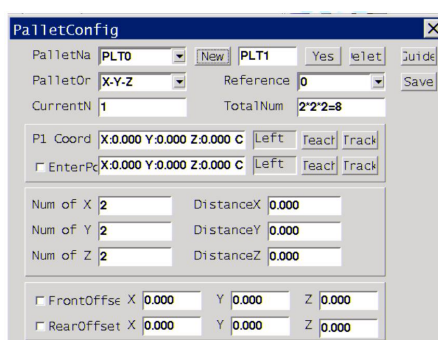 PalletConfig X
PalletNa PLT0 New PLT1 Yes elet Guide
PalletOr X-Y-Z Reference 0 Save
CurrentN 1 TotalNum 2*2*2=8
P1 Coord X:0.000 Y:0.000 Z:0.000 C Left Teach Track
EnterPo X:0.000 Y:0.000 Z:0.000 C Left Teach Track
Num of X 2 DistanceX 0.000
Num of Y 2 DistanceY 0.000
Num of Z 2 DistanceZ 0.000
FrontOffse X 0.000 Y 0.000 Z 0.000
RearOffset X 0.000 Y 0.000 Z 0.000